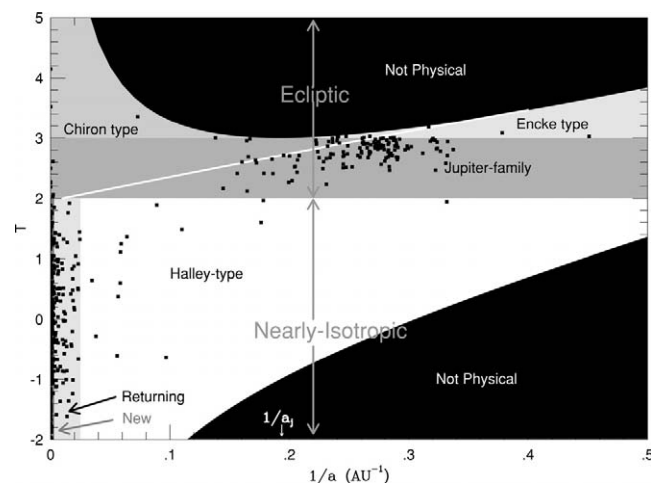 5
4
3
2
1
0
-1
-2
T
Not Physical
Ecliptic
Chiron type
Encke type
Jupiter-family
Halley-type
Nearly-Isotropic
Not Physical
Returning
New
1/aJ
0 .1 .2 .3 .4 .5
1/a (AU⁻¹)